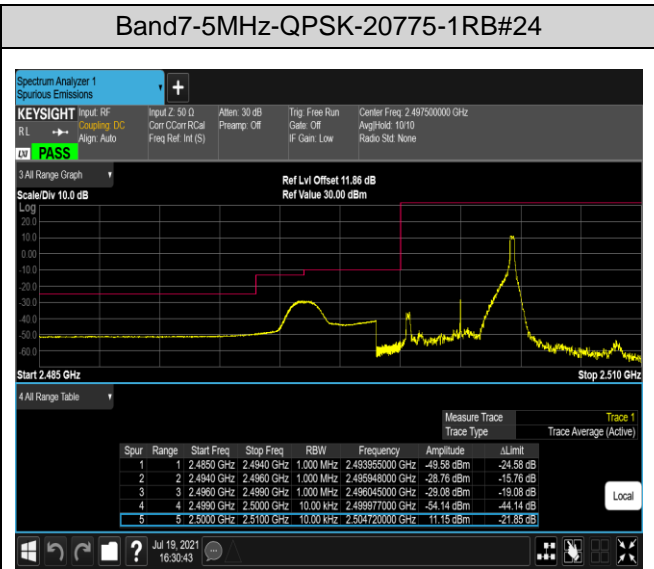 Band7-5MHz-QPSK-20775-1RB#24
Spectrum Analyzer 1
Spurious Emissions
+
KEYSIGHT Input: RF Input Z: 50 Ω Atten: 30 dB Trig: Free Run Center Freq: 2.497500000 GHz
RL Coupling: DC Corr CCorr RCal Preamp: Off Gate: Off Avg|Hold: 10/10
Align: Auto Freq Ref: Int (S) IF Gain: Low Radio Std: None
LXI PASS
3 All Range Graph Ref Lvl Offset 11.86 dB
Scale/Div 10.0 dB Ref Value 30.00 dBm
Log
20.0
10.0
0.00
-10.0
-20.0
-30.0
-40.0
-50.0
-60.0
Start 2.485 GHz Stop 2.510 GHz
4 All Range Table
Measure Trace Trace 1
Trace Type Trace Average (Active)
Spur Range Start Freq Stop Freq RBW Frequency Amplitude ΔLimit
1 1 2.4850 GHz 2.4940 GHz 1.000 MHz 2.493955000 GHz -49.58 dBm -24.58 dB
2 2 2.4940 GHz 2.4960 GHz 1.000 MHz 2.495948000 GHz -28.76 dBm -15.76 dB
3 3 2.4960 GHz 2.4990 GHz 1.000 MHz 2.496045000 GHz -29.08 dBm -19.08 dB
4 4 2.4990 GHz 2.5000 GHz 10.00 kHz 2.499977000 GHz -54.14 dBm -44.14 dB
5 5 2.5000 GHz 2.5100 GHz 10.00 kHz 2.504720000 GHz 11.15 dBm -21.85 dB
Local
? Jul 19, 2021
16:30:43